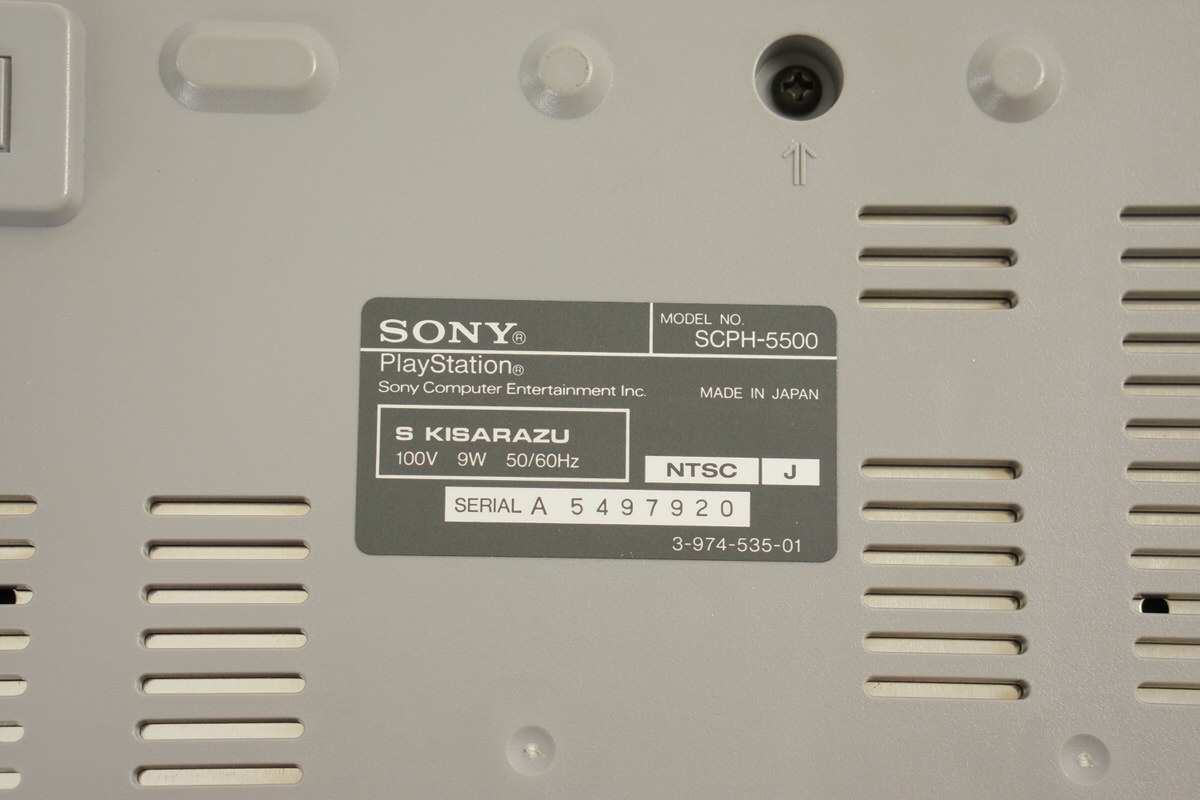 SONY®
MODEL NO.
SCPH-5500
PlayStation®
Sony Computer Entertainment Inc.
MADE IN JAPAN
S KISARAZU
100V 9W 50/60Hz
NTSC J
SERIAL A 5497920
3-974-535-01